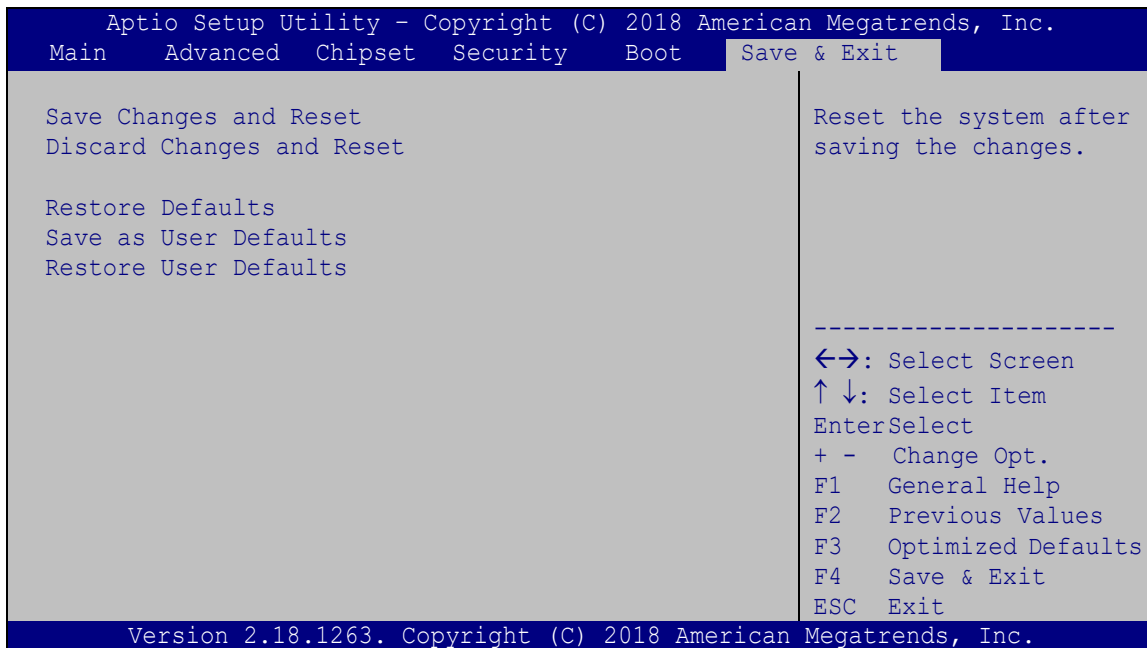 Aptio Setup Utility – Copyright (C) 2018 American Megatrends, Inc.
Main Advanced Chipset Security Boot Save & Exit
Save Changes and Reset
Discard Changes and Reset
Restore Defaults
Save as User Defaults
Restore User Defaults
Reset the system after
saving the changes.
---------------------
←→: Select Screen
↑ ↓: Select Item
EnterSelect
+ - Change Opt.
F1 General Help
F2 Previous Values
F3 Optimized Defaults
F4 Save & Exit
ESC Exit
Version 2.18.1263. Copyright (C) 2018 American Megatrends, Inc.